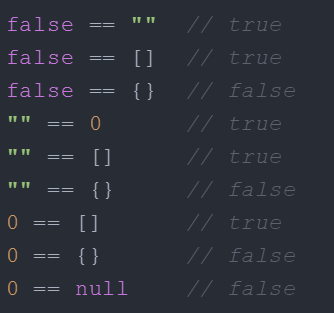 false == ""  // true
false == []  // true
false == {}  // false
"" == 0      // true
"" == []     // true
"" == {}     // false
0 == []      // true
0 == {}      // false
0 == null    // false